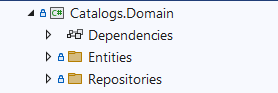 C# Catalogs.Domain
Dependencies
Entities
Repositories